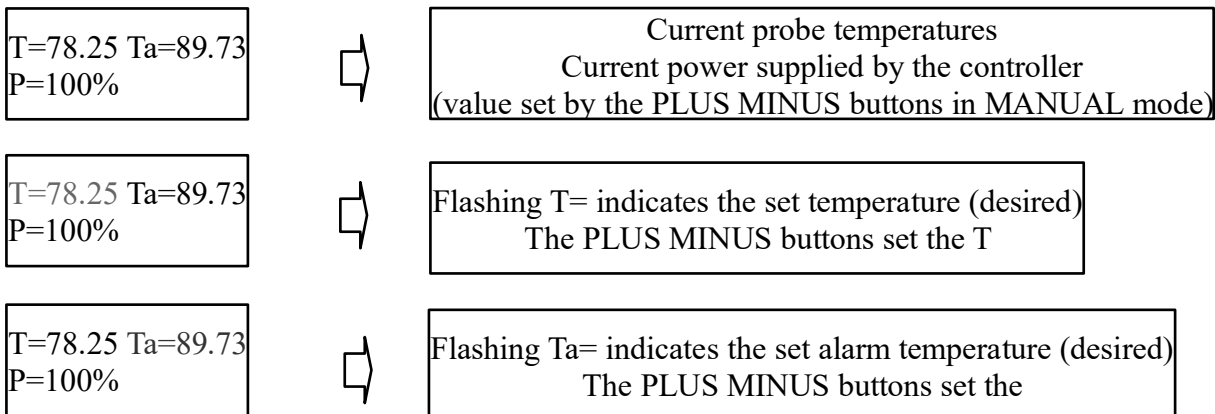 T=78.25 Ta=89.73
P=100%
Current probe temperatures
Current power supplied by the controller
(value set by the PLUS MINUS buttons in MANUAL mode)
T=78.25 Ta=89.73
P=100%
Flashing T= indicates the set temperature (desired)
The PLUS MINUS buttons set the T
T=78.25 Ta=89.73
P=100%
Flashing Ta= indicates the set alarm temperature (desired)
The PLUS MINUS buttons set the